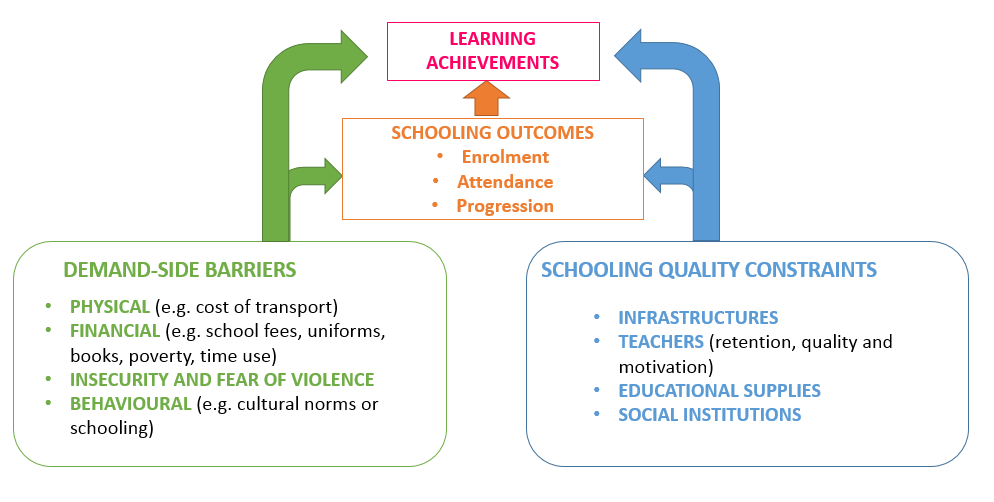 LEARNING
ACHIEVEMENTS
SCHOOLING OUTCOMES
• Enrolment
• Attendance
• Progression
DEMAND-SIDE BARRIERS
• PHYSICAL (e.g. cost of transport)
• FINANCIAL (e.g. school fees, uniforms,
books, poverty, time use)
• INSECURITY AND FEAR OF VIOLENCE
• BEHAVIOURAL (e.g. cultural norms or
schooling)
SCHOOLING QUALITY CONSTRAINTS
• INFRASTRUCTURES
• TEACHERS (retention, quality and
motivation)
• EDUCATIONAL SUPPLIES
• SOCIAL INSTITUTIONS